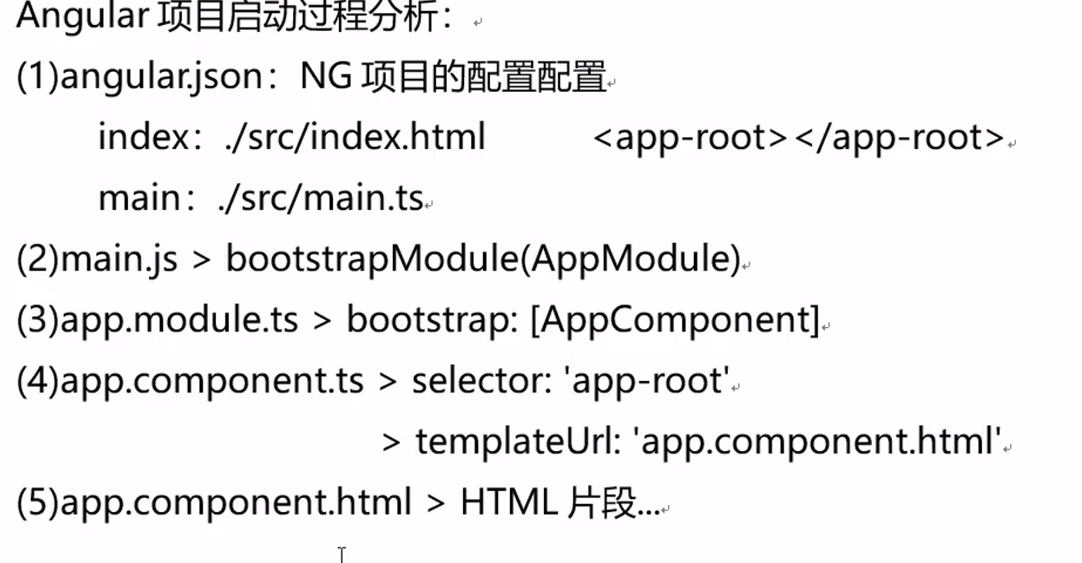 Angular 项目启动过程分析：
(1)angular.json：NG 项目的配置配置
index：./src/index.html <app-root></app-root>
main：./src/main.ts
(2)main.js > bootstrapModule(AppModule)
(3)app.module.ts > bootstrap: [AppComponent]
(4)app.component.ts > selector: 'app-root'
> templateUrl: 'app.component.html'
(5)app.component.html > HTML 片段...